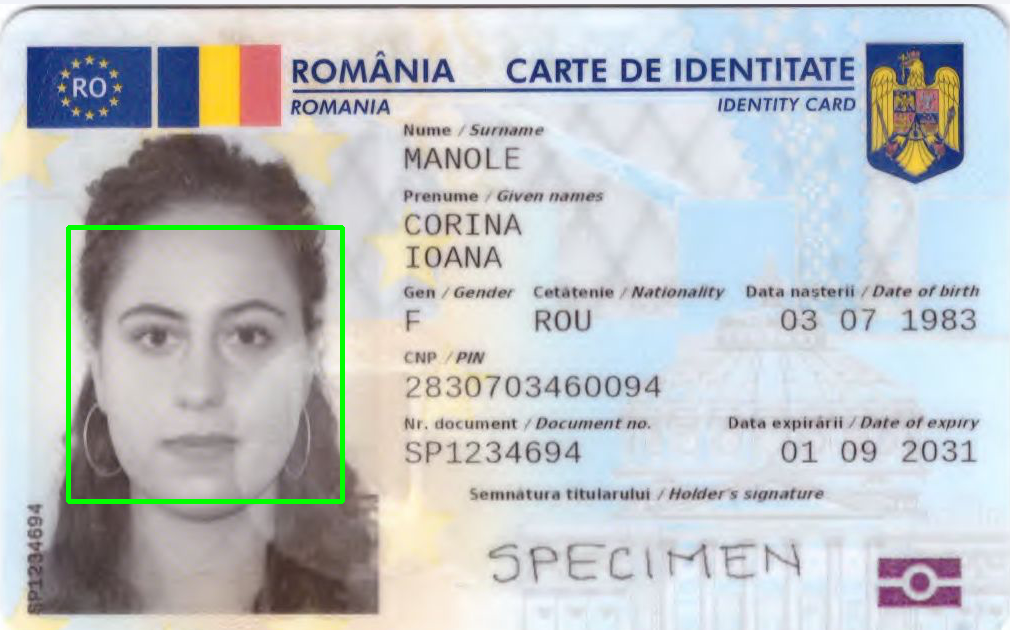 RO
ROMÂNIA CARTE DE IDENTITATE
ROMANIA IDENTITY CARD
Nume / Surname
MANOLE
Prenume / Given names
CORINA
IOANA
Gen / Gender Cetățenie / Nationality Data nașterii / Date of birth
F ROU 03 07 1983
CNP / PIN
2830703460094
Nr. document / Document no. Data expirării / Date of expiry
SP1234694 01 09 2031
Semnătura titularului / Holder's signature
SPECIMEN
SP1234694